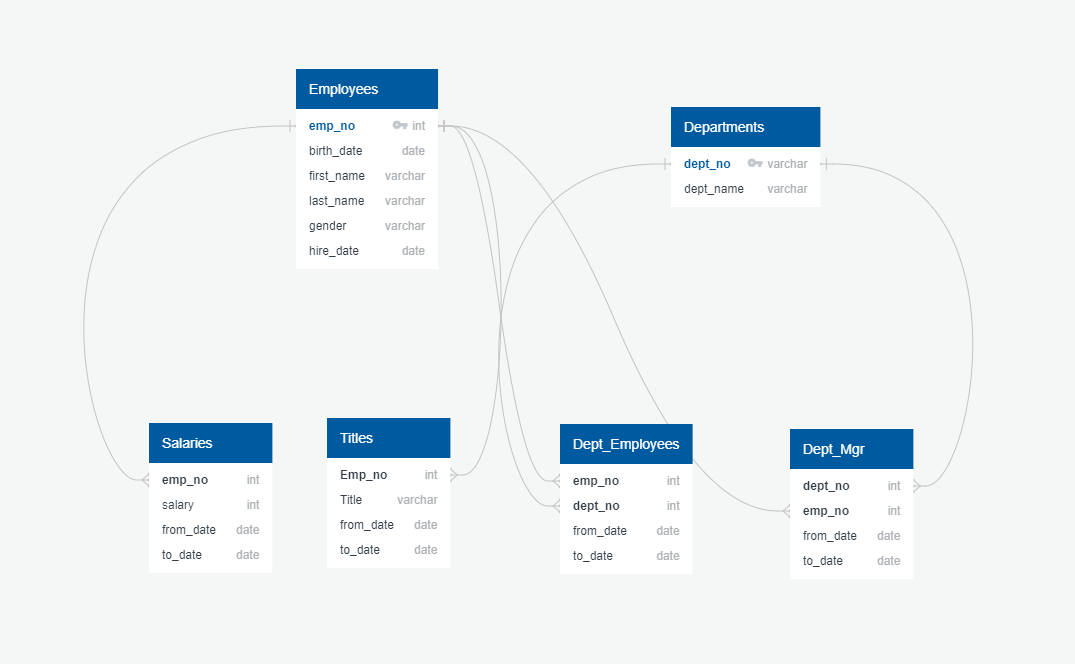 Employees
emp_no int
birth_date date
first_name varchar
last_name varchar
gender varchar
hire_date date
Departments
dept_no varchar
dept_name varchar
Salaries
emp_no int
salary int
from_date date
to_date date
Titles
Emp_no int
Title varchar
from_date date
to_date date
Dept_Employees
emp_no int
dept_no int
from_date date
to_date date
Dept_Mgr
dept_no int
emp_no int
from_date date
to_date date